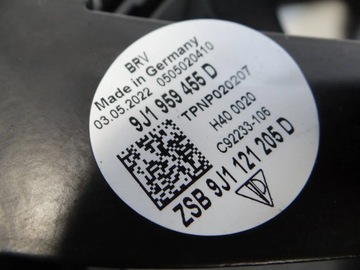 BRV
Made in Germany
03.05.2022 0505020410
9J1 959 455 D
TPNP020207
H40 0020
C92233-106
ZSB 9J1 121 205 D